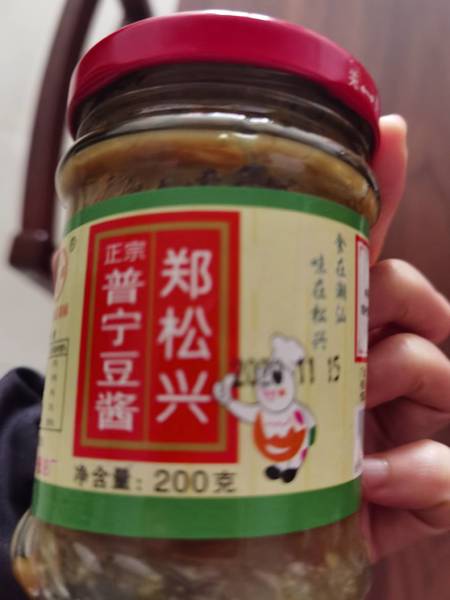 正宗
普宁豆酱
郑松兴
食在潮汕
味在松兴
2020 11 15
净含量：200克